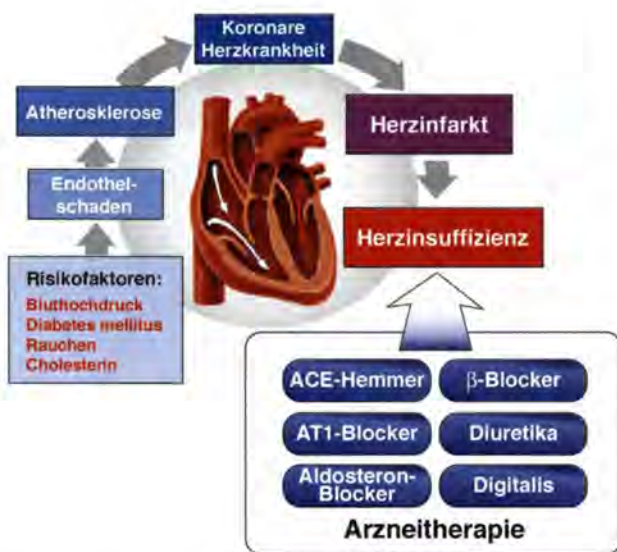 Koronare
Herzkrankheit
Atherosklerose
Herzinfarkt
Endothel-
schaden
Herzinsuffizienz
Risikofaktoren:
Bluthochdruck
Diabetes mellitus
Rauchen
Cholesterin
ACE-Hemmer
β-Blocker
AT1-Blocker
Diuretika
Aldosteron-
Blocker
Digitalis
Arzneitherapie